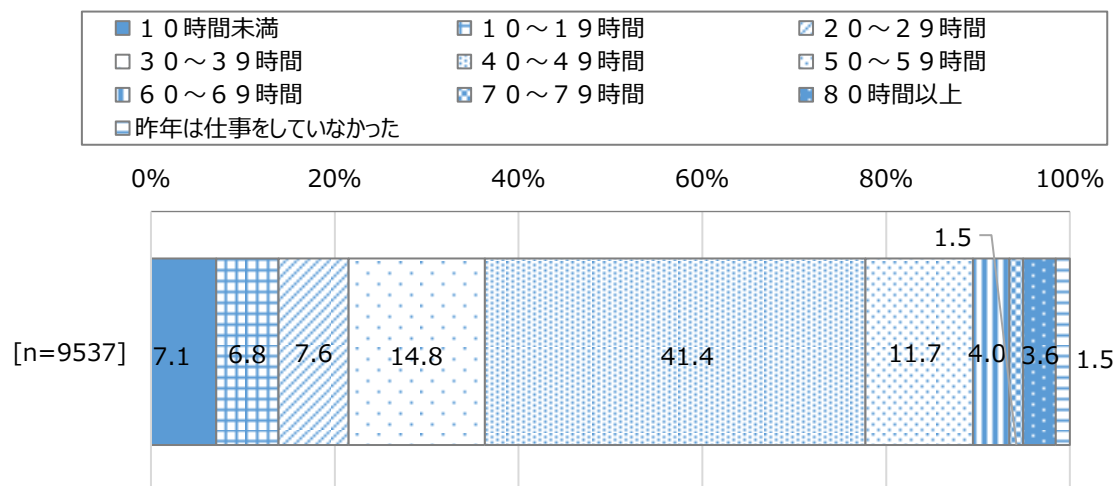 10時間未満 10~19時間 20~29時間
30~39時間 40~49時間 50~59時間
60~69時間 70~79時間 80時間以上
昨年は仕事をしていなかった
0% 20% 40% 60% 80% 100%
1.5
[n=9537] 7.1 6.8 7.6 14.8 41.4 11.7 4.0 3.6 1.5